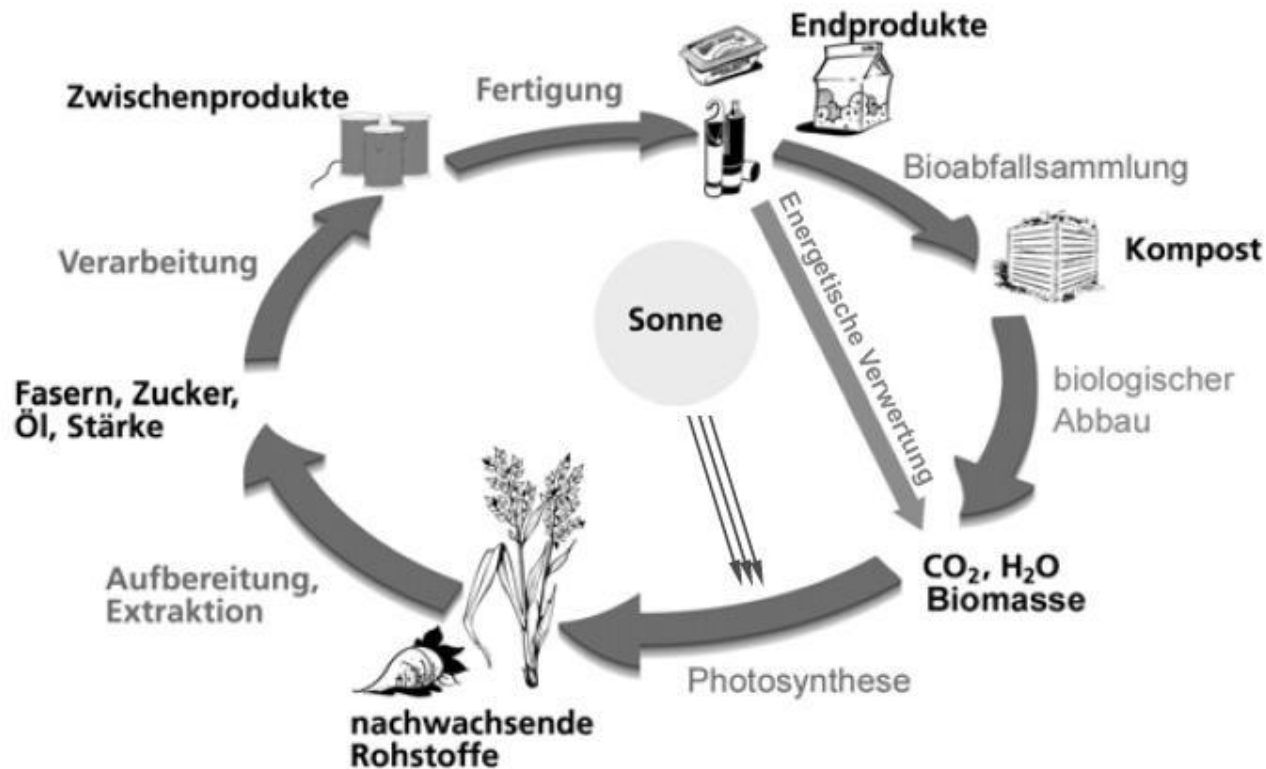 Endprodukte
Fertigung
Zwischenprodukte
Bioabfallsammlung
Energetische Verwertung
Kompost
Verarbeitung
Sonne
Fasern, Zucker,
Öl, Stärke
biologischer
Abbau
CO₂, H₂O
Biomasse
Aufbereitung,
Extraktion
Photosynthese
nachwachsende
Rohstoffe